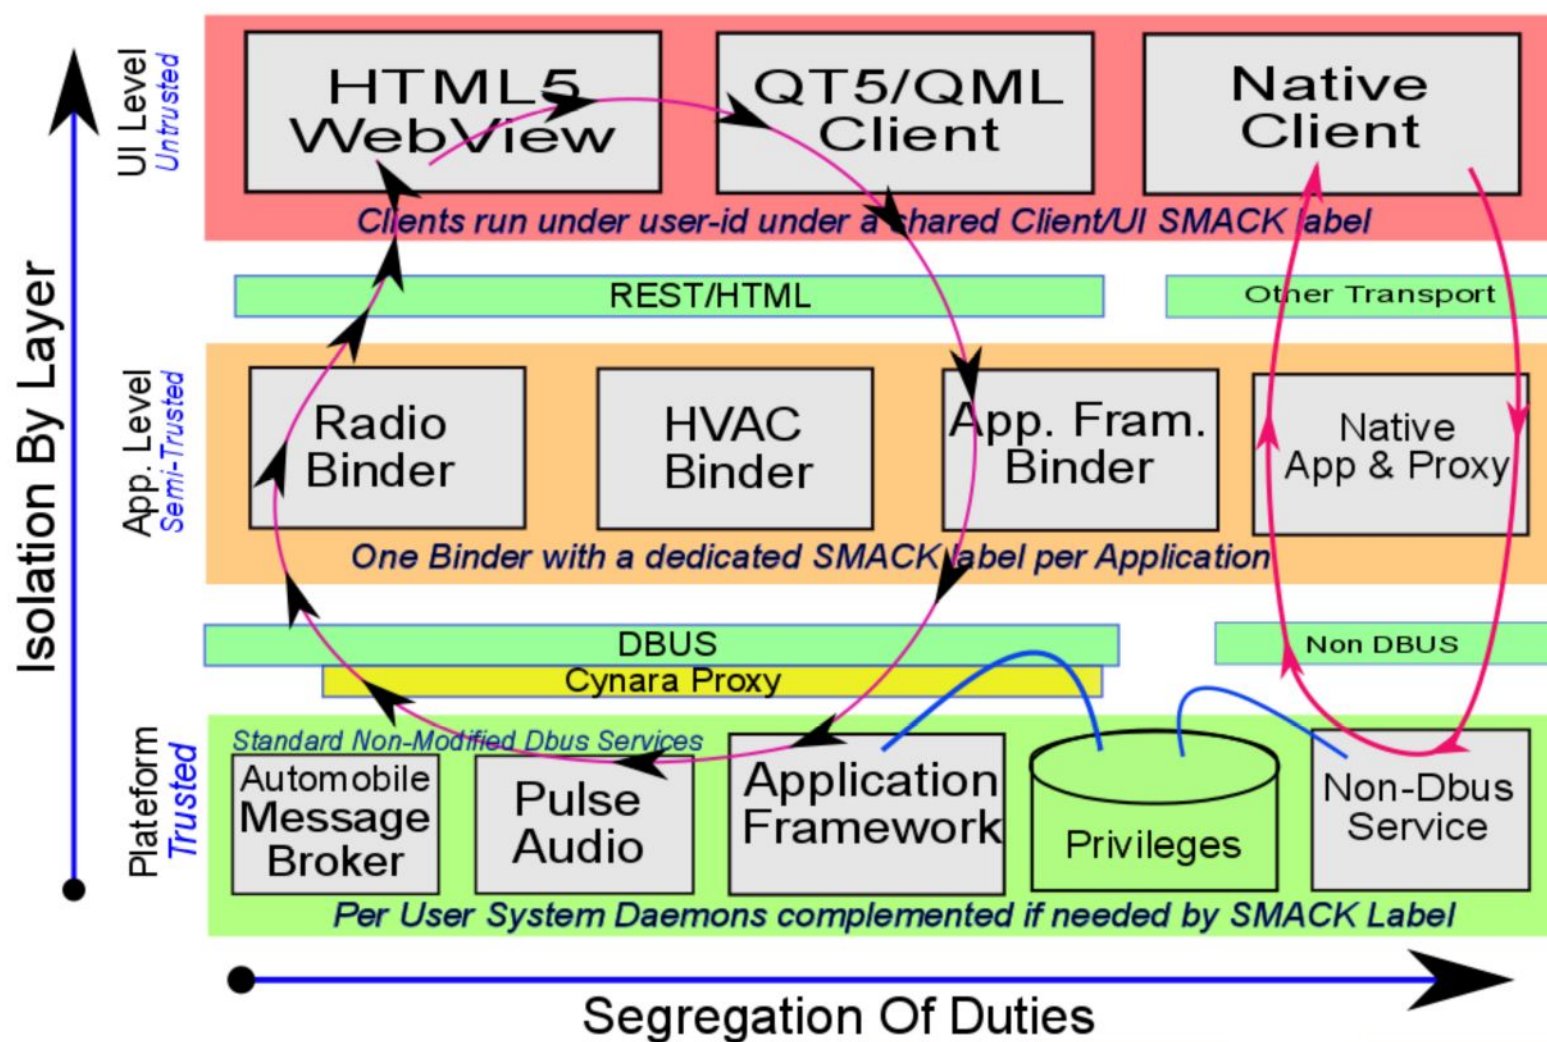 Isolation By Layer
UI Level
Untrusted
HTML5
WebView
QT5/QML
Client
Native
Client
Clients run under user-id under a shared Client/UI SMACK label
REST/HTML
Other Transport
App. Level
Semi-Trusted
Radio
Binder
HVAC
Binder
App. Fram.
Binder
Native
App & Proxy
One Binder with a dedicated SMACK label per Application
DBUS
Non DBUS
Cynara Proxy
Plateform
Trusted
Standard Non-Modified Dbus Services
Automobile
Message
Broker
Pulse
Audio
Application
Framework
Privileges
Non-Dbus
Service
Per User System Daemons complemented if needed by SMACK Label
Segregation Of Duties